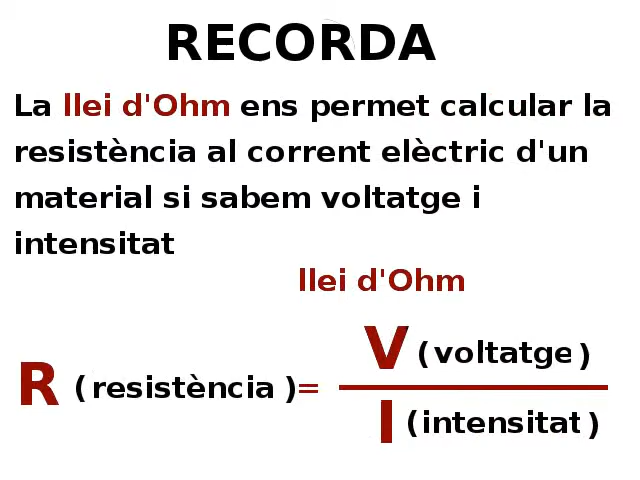 RECORDA
La llei d'Ohm ens permet calcular la
resistència al corrent elèctric d'un
material si sabem voltatge i
intensitat
llei d'Ohm
V (voltatge)
R (resistència)=
I (intensitat)